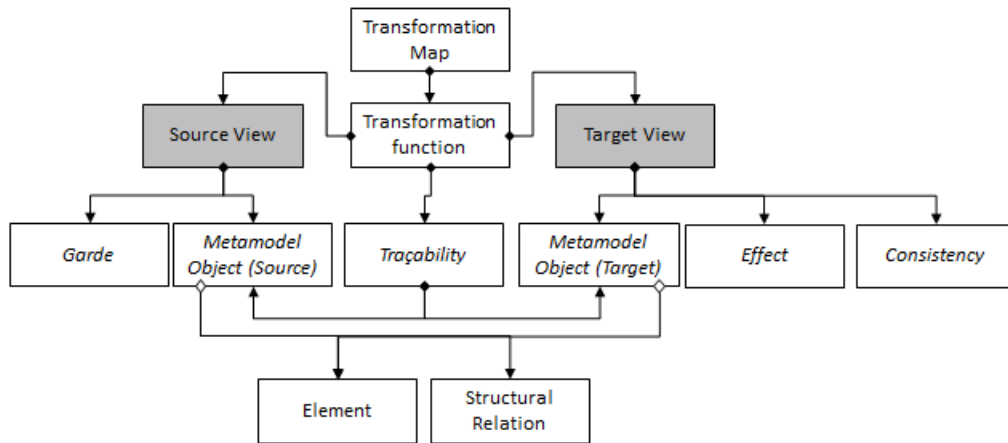 Transformation
Map
Source View
Transformation
function
Target View
Garde
Metamodel
Object (Source)
Traçability
Metamodel
Object (Target)
Effect
Consistency
Element
Structural
Relation